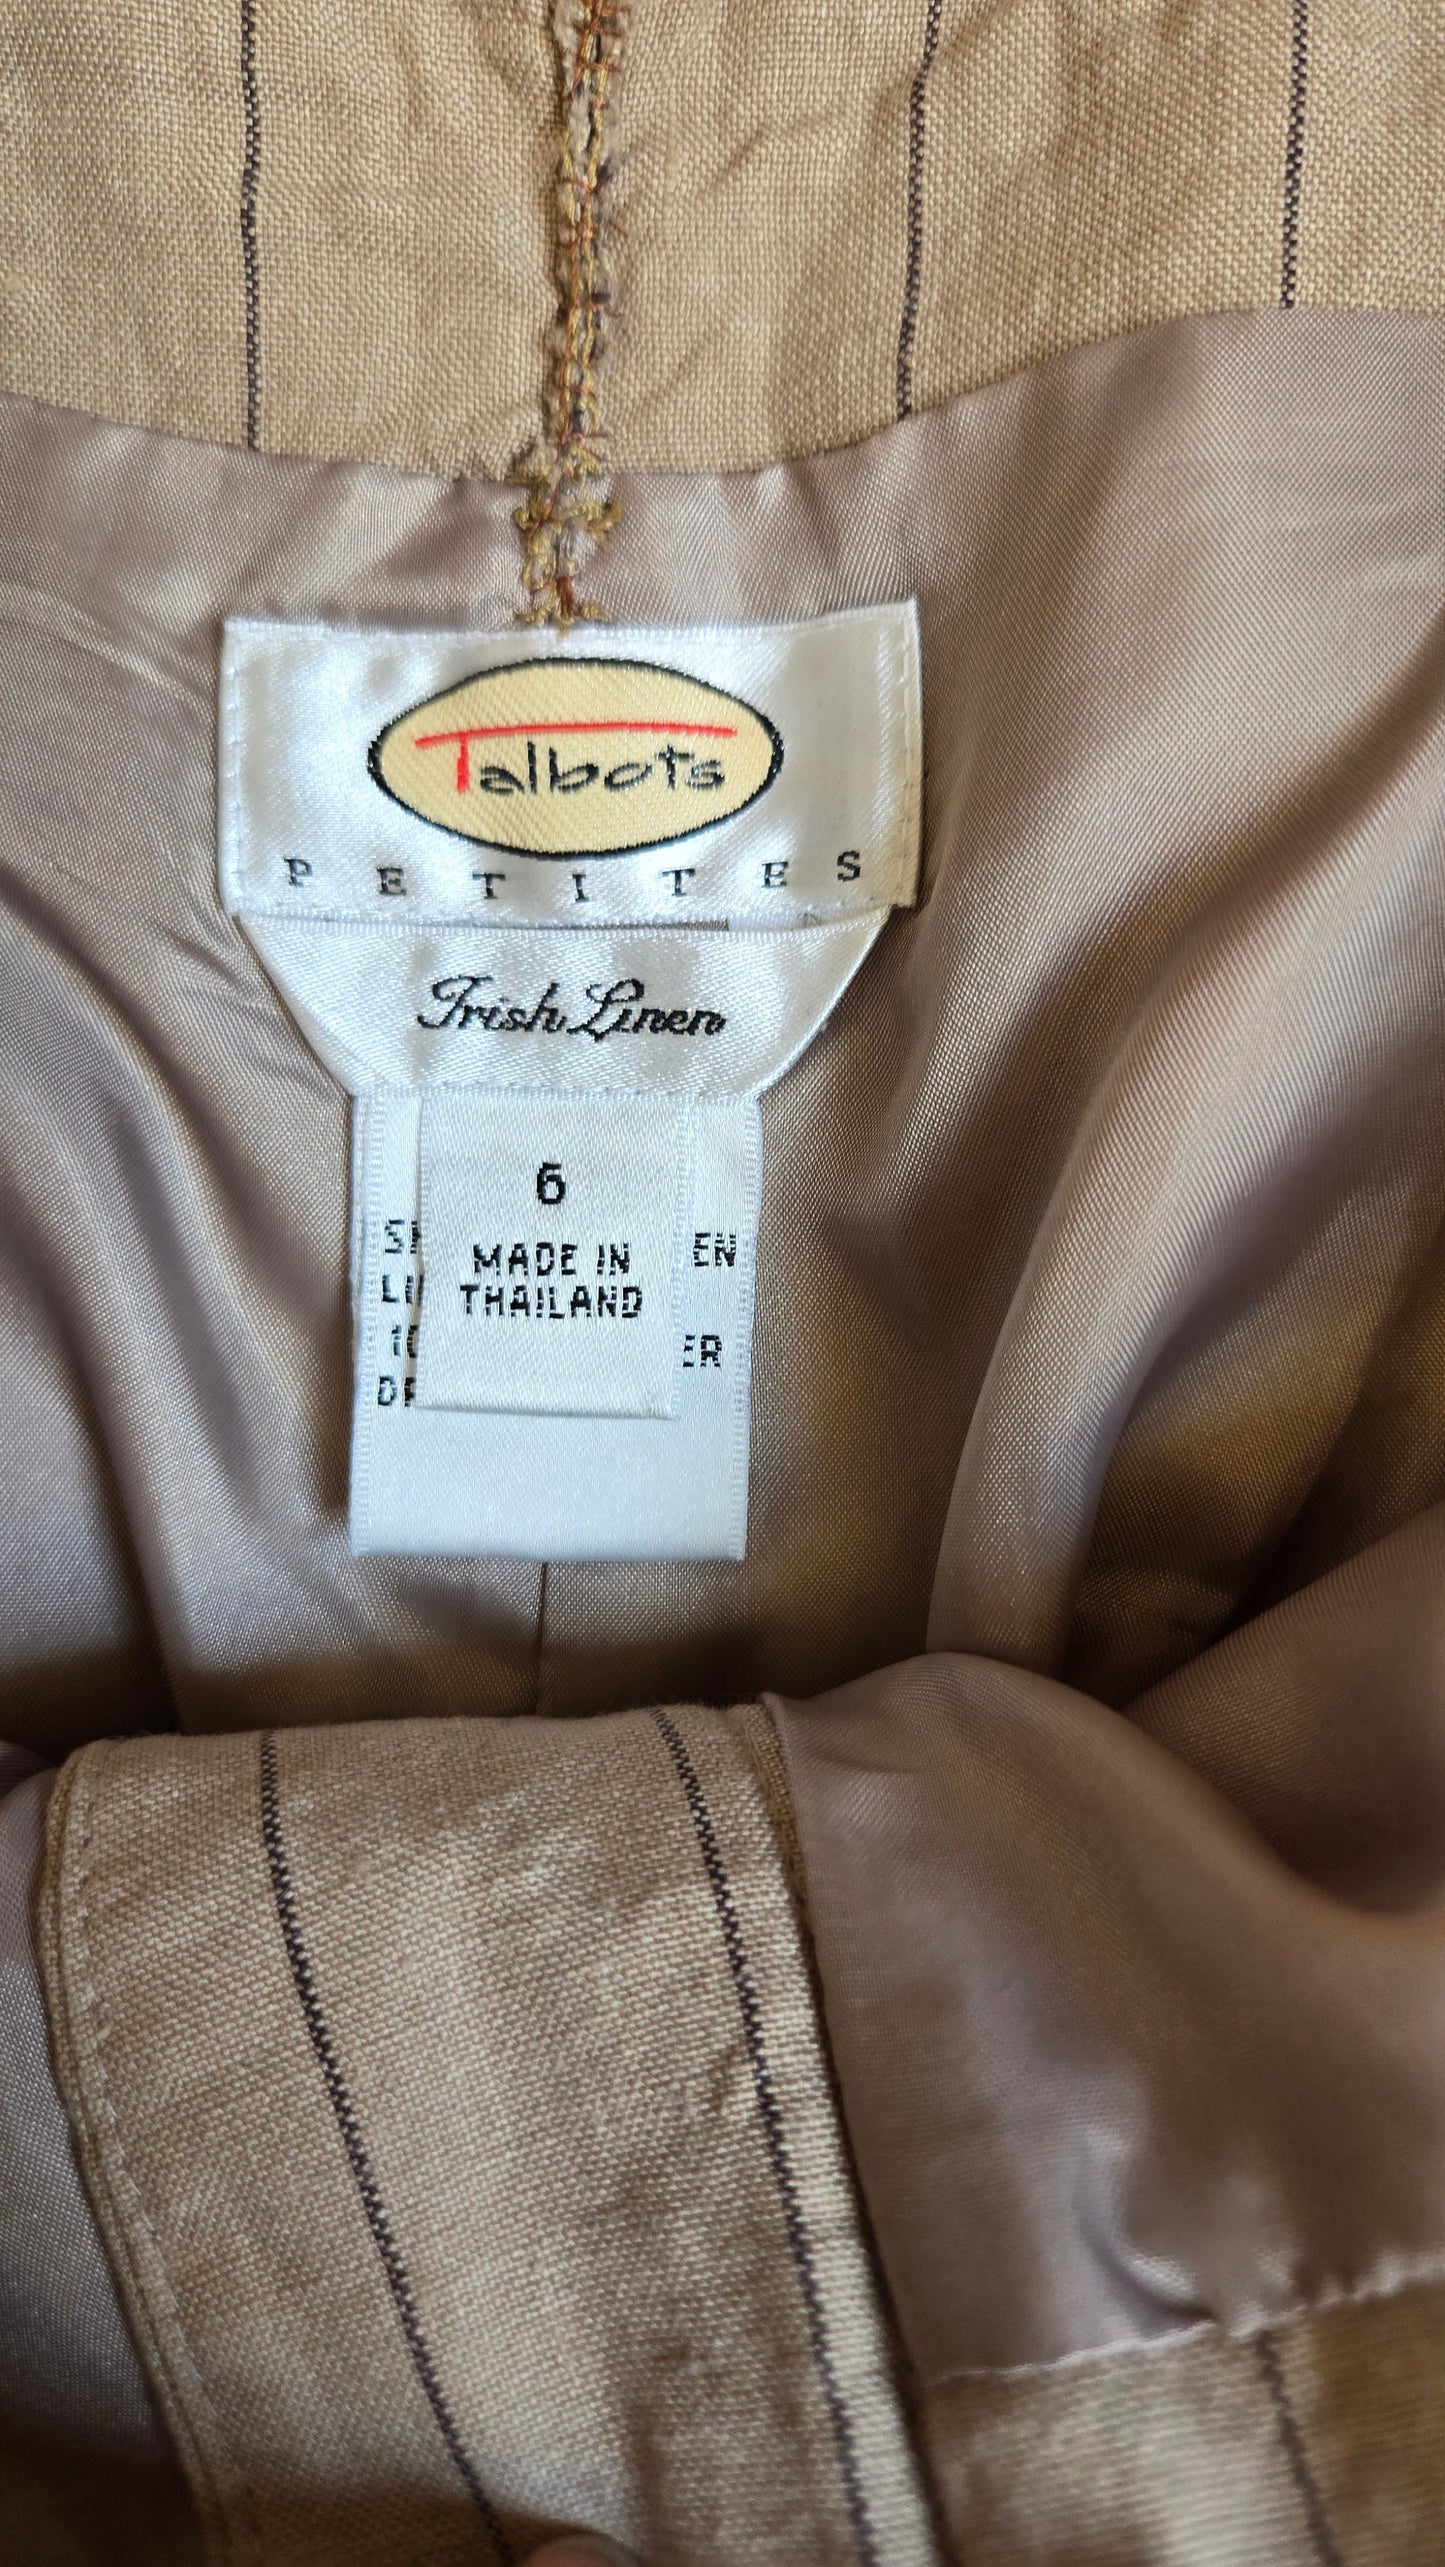 Talbots
PETITES
Irish Linen
6
MADE IN
THAILAND